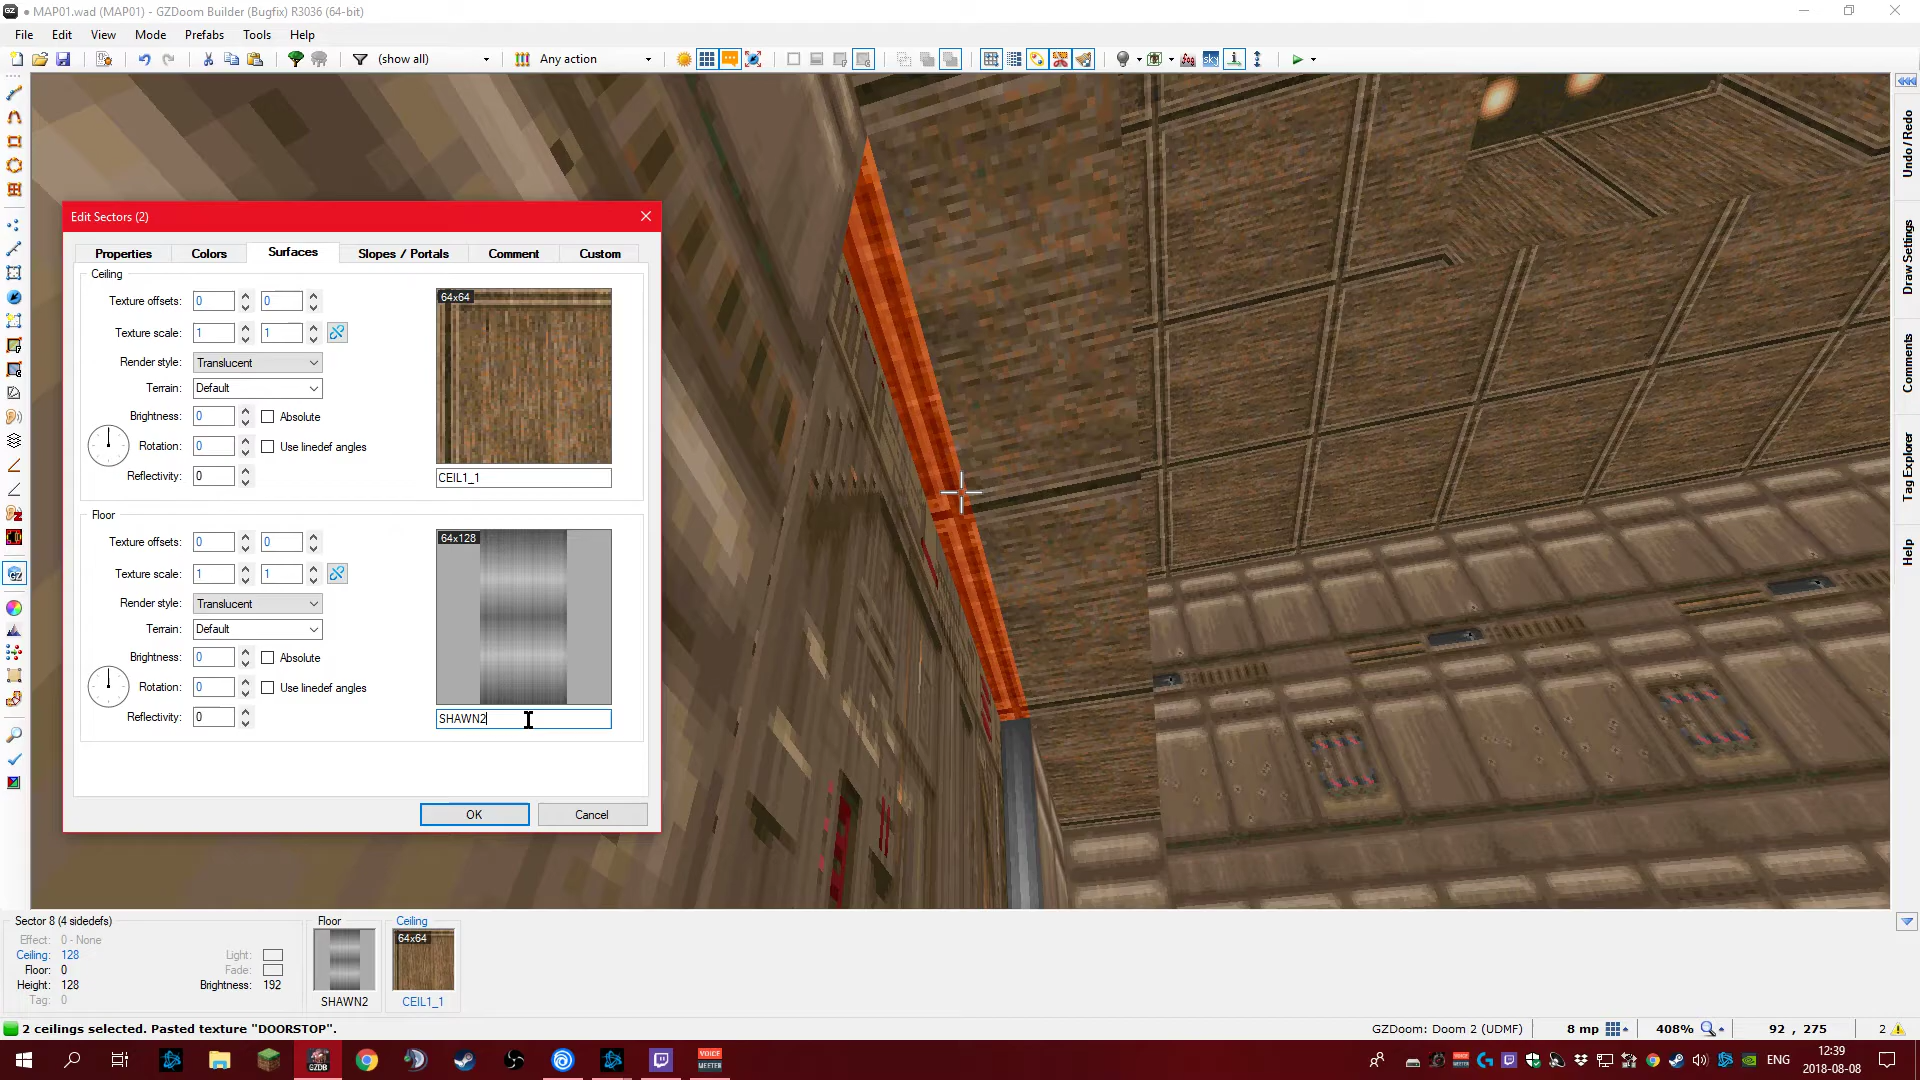 MAP01.wad (MAP01) - GZDoom Builder (Bugfix) R3036 (64-bit)
File Edit View Mode Prefabs Tools Help
(show all) Any action
Edit Sectors (2)
Properties Colors Surfaces Slopes / Portals Comment Custom
Ceiling
Texture offsets: 0 0
Texture scale: 1 1
Render style: Translucent
Terrain: Default
Brightness: 0 Absolute
Rotation: 0 Use linedef angles
Reflectivity: 0
64x64
CEIL1_1
Floor
Texture offsets: 0 0
Texture scale: 1 1
Render style: Translucent
Terrain: Default
Brightness: 0 Absolute
Rotation: 0 Use linedef angles
Reflectivity: 0
64x128
SHAWN2
OK Cancel
Undo / Redo
Draw Settings
Comments
Tag Explorer
Help
Sector 8 (4 sidedefs)
Effect: 0 - None
Ceiling: 128
Floor: 0
Height: 128
Tag: 0
Light:
Fade:
Brightness: 192
Floor
SHAWN2
Ceiling
64x64
CEIL1_1
2 ceilings selected. Pasted texture "DOORSTOP".
GZDoom: Doom 2 (UDMF) 8 mp 408% 92 , 275 2
GZDB
VOICE
MEETER
ENG
12:39
2018-08-08